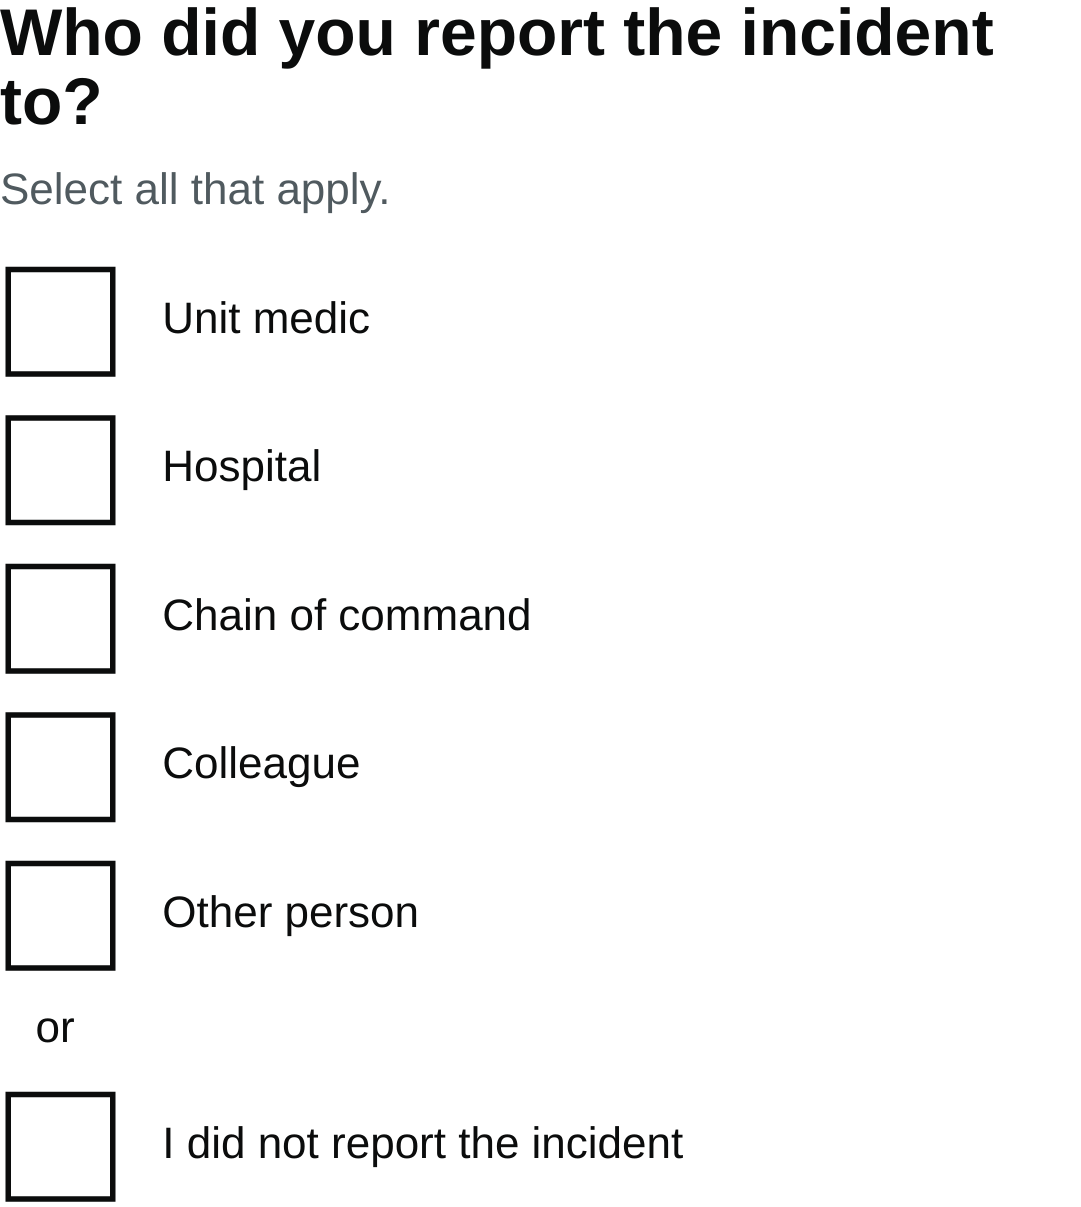 Who did you report the incident
to?
Select all that apply.
Unit medic
Hospital
Chain of command
Colleague
Other person
or
I did not report the incident